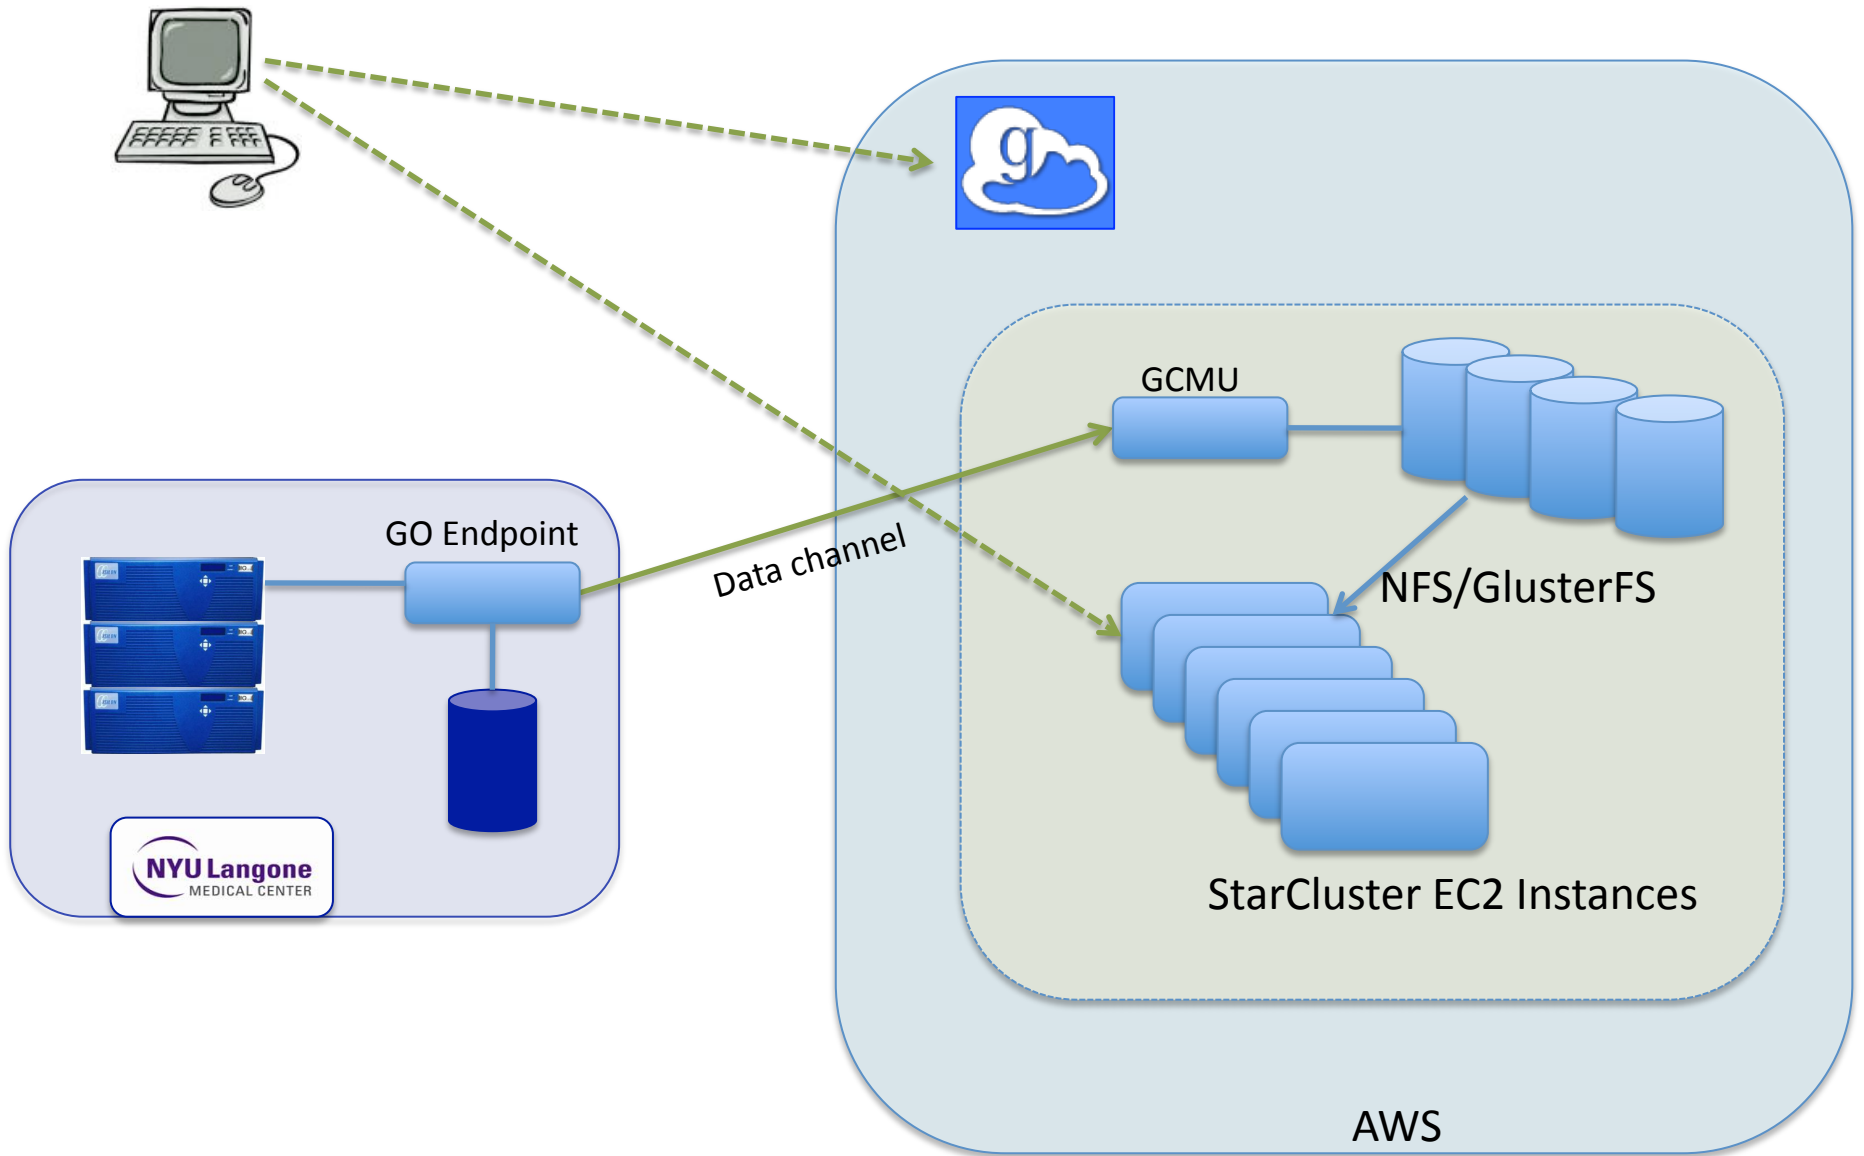 g
GCMU
GO Endpoint
Data channel
NFS/GlusterFS
NYU Langone
MEDICAL CENTER
StarCluster EC2 Instances
AWS